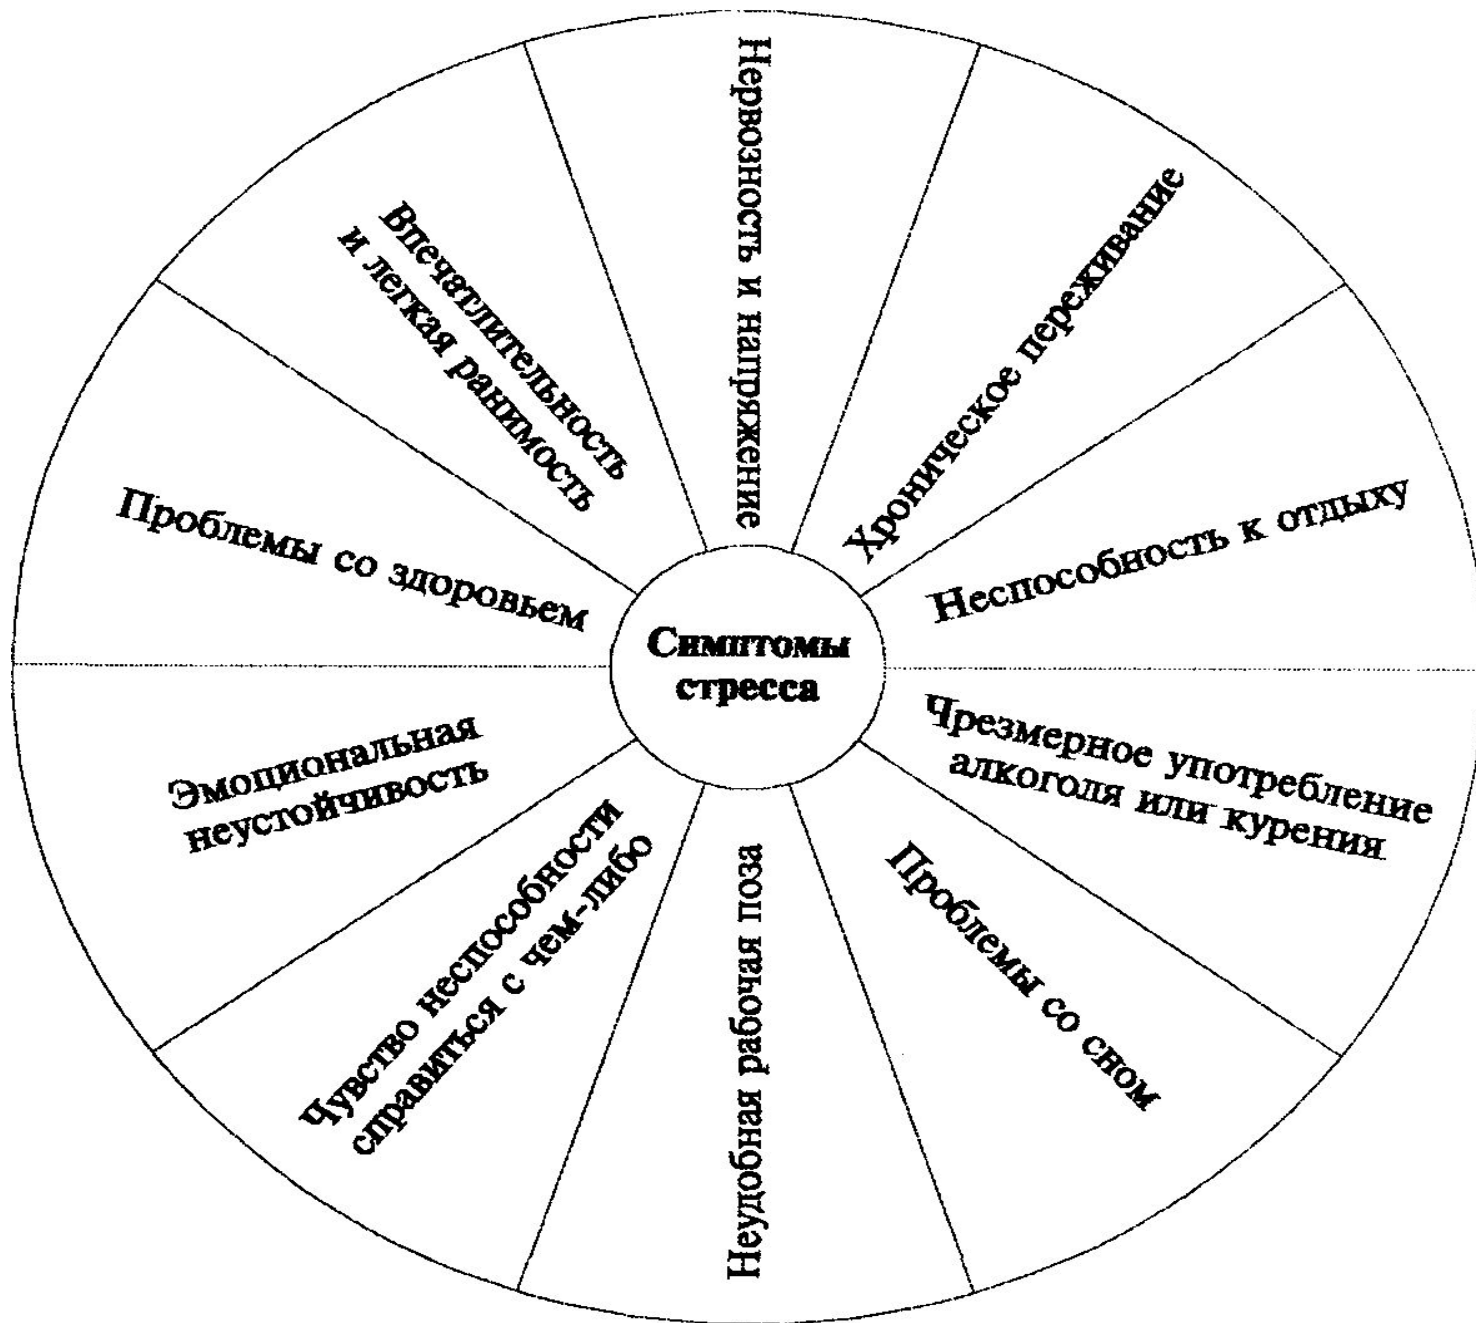 Симптомы
стресса
Нервозность и напряжение
Хроническое переживание
Неспособность к отдыху
Чрезмерное употребление
алкоголя или курения
Проблемы со сном
Неудобная рабочая поза
Чувство неспособности
справиться с чем-либо
Эмоциональная
неустойчивость
Проблемы со здоровьем
Впечатлительность
и легкая ранимость